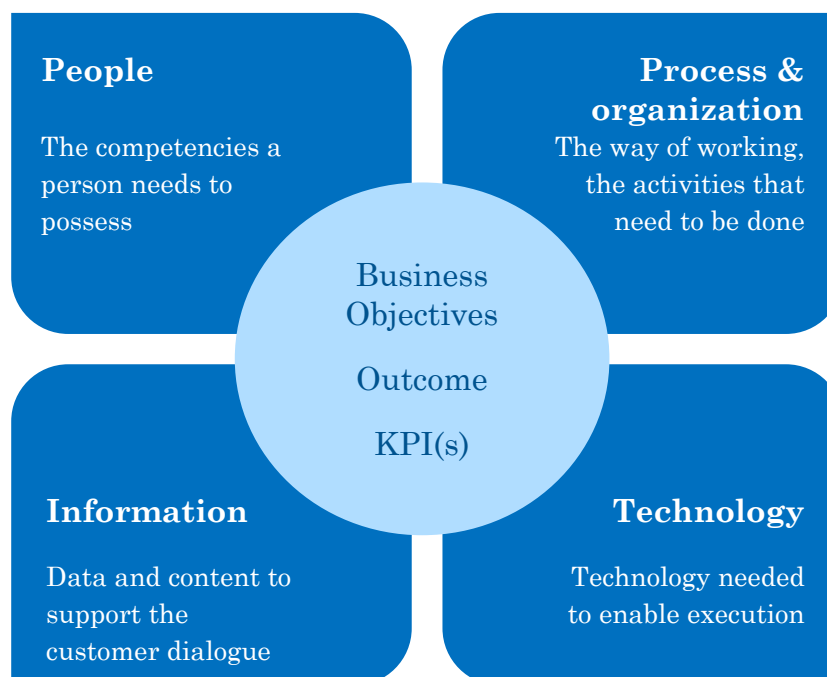 People
The competencies a
person needs to
possess
Process &
organization
The way of working,
the activities that
need to be done
Business
Objectives
Outcome
KPI(s)
Information
Data and content to
support the
customer dialogue
Technology
Technology needed
to enable execution